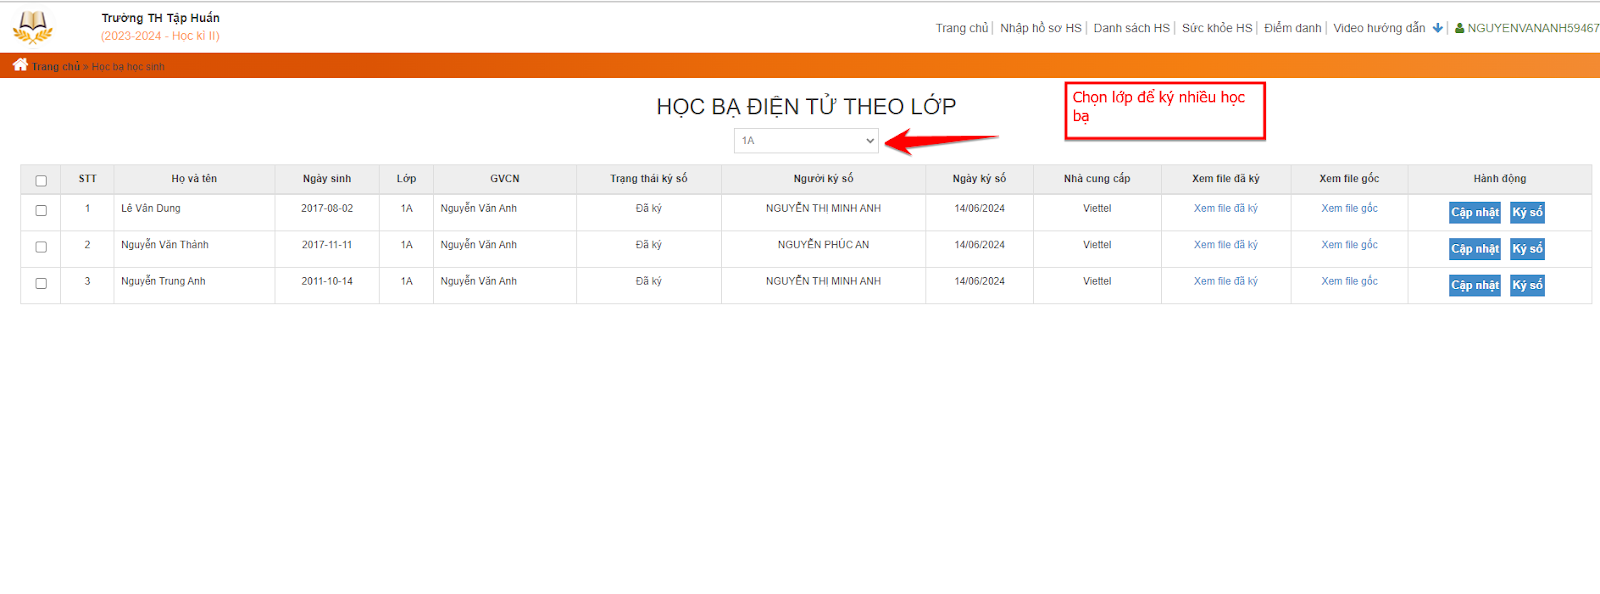 Trường TH Tập Huấn
(2023-2024 - Học kì II)
Trang chủ | Nhập hồ sơ HS | Danh sách HS | Sức khỏe HS | Điểm danh | Video hướng dẫn | NGUYENVANANH59467
Trang chủ » Học bạ học sinh
HỌC BẠ ĐIỆN TỬ THEO LỚP
Chọn lớp để ký nhiều học
bạ
1A
STT Họ và tên Ngày sinh Lớp GVCN Trạng thái ký số Người ký số Ngày ký số Nhà cung cấp Xem file đã ký Xem file gốc Hành động
1 Lê Vân Dung 2017-08-02 1A Nguyễn Văn Anh Đã ký NGUYỄN THỊ MINH ANH 14/06/2024 Viettel Xem file đã ký Xem file gốc Cập nhật Ký số
2 Nguyễn Văn Thành 2017-11-11 1A Nguyễn Văn Anh Đã ký NGUYỄN PHÚC AN 14/06/2024 Viettel Xem file đã ký Xem file gốc Cập nhật Ký số
3 Nguyễn Trung Anh 2011-10-14 1A Nguyễn Văn Anh Đã ký NGUYỄN THỊ MINH ANH 14/06/2024 Viettel Xem file đã ký Xem file gốc Cập nhật Ký số